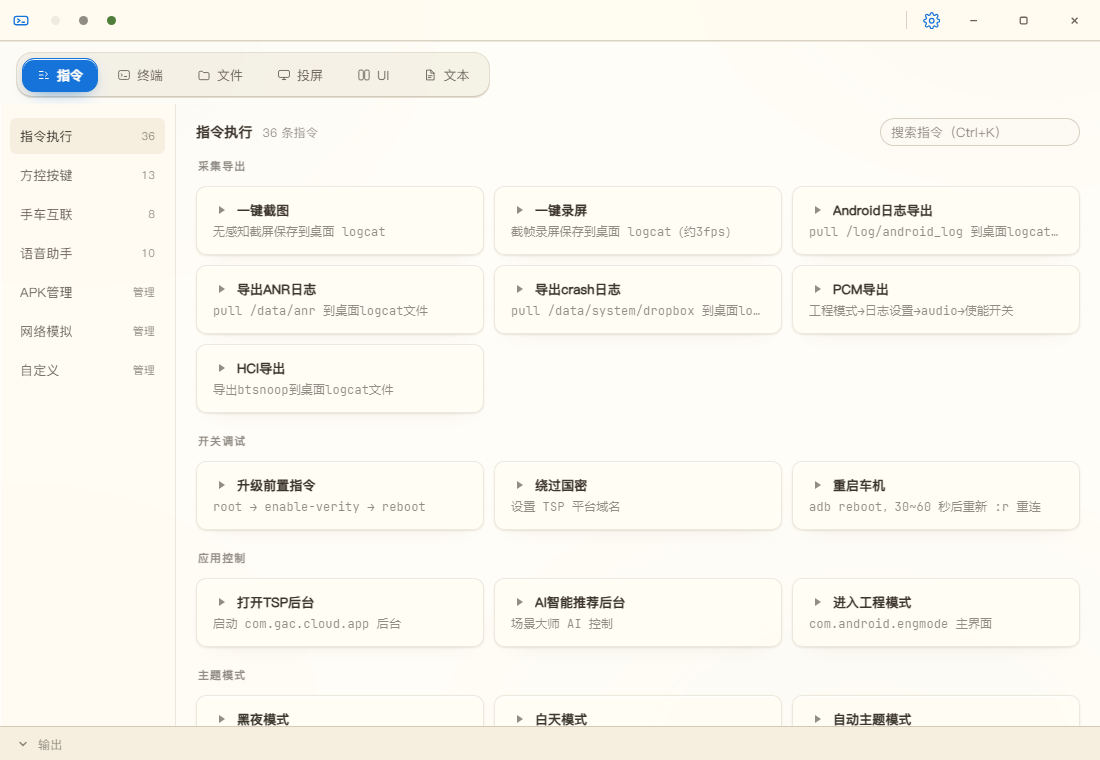 指令
终端
文件
投屏
UI
文本
指令执行 36
方控按键 13
手车互联 8
语音助手 10
APK管理 管理
网络模拟 管理
自定义 管理
指令执行 36 条指令
搜索指令（Ctrl+K）
采集导出
一键截图
无感知截屏保存到桌面 logcat
一键录屏
截帧录屏保存到桌面 logcat（约3fps）
Android日志导出
pull /log/android_log 到桌面logcat…
导出ANR日志
pull /data/anr 到桌面logcat文件
导出crash日志
pull /data/system/dropbox 到桌面lo…
PCM导出
工程模式→日志设置→audio→使能开关
HCI导出
导出btsnoop到桌面logcat文件
开关调试
升级前置指令
root → enable-verity → reboot
绕过国密
设置 TSP 平台域名
重启车机
adb reboot，30~60 秒后重新 :r 重连
应用控制
打开TSP后台
启动 com.gac.cloud.app 后台
AI智能推荐后台
场景大师 AI 控制
进入工程模式
com.android.engmode 主界面
主题模式
黑夜模式
白天模式
自动主题模式
输出